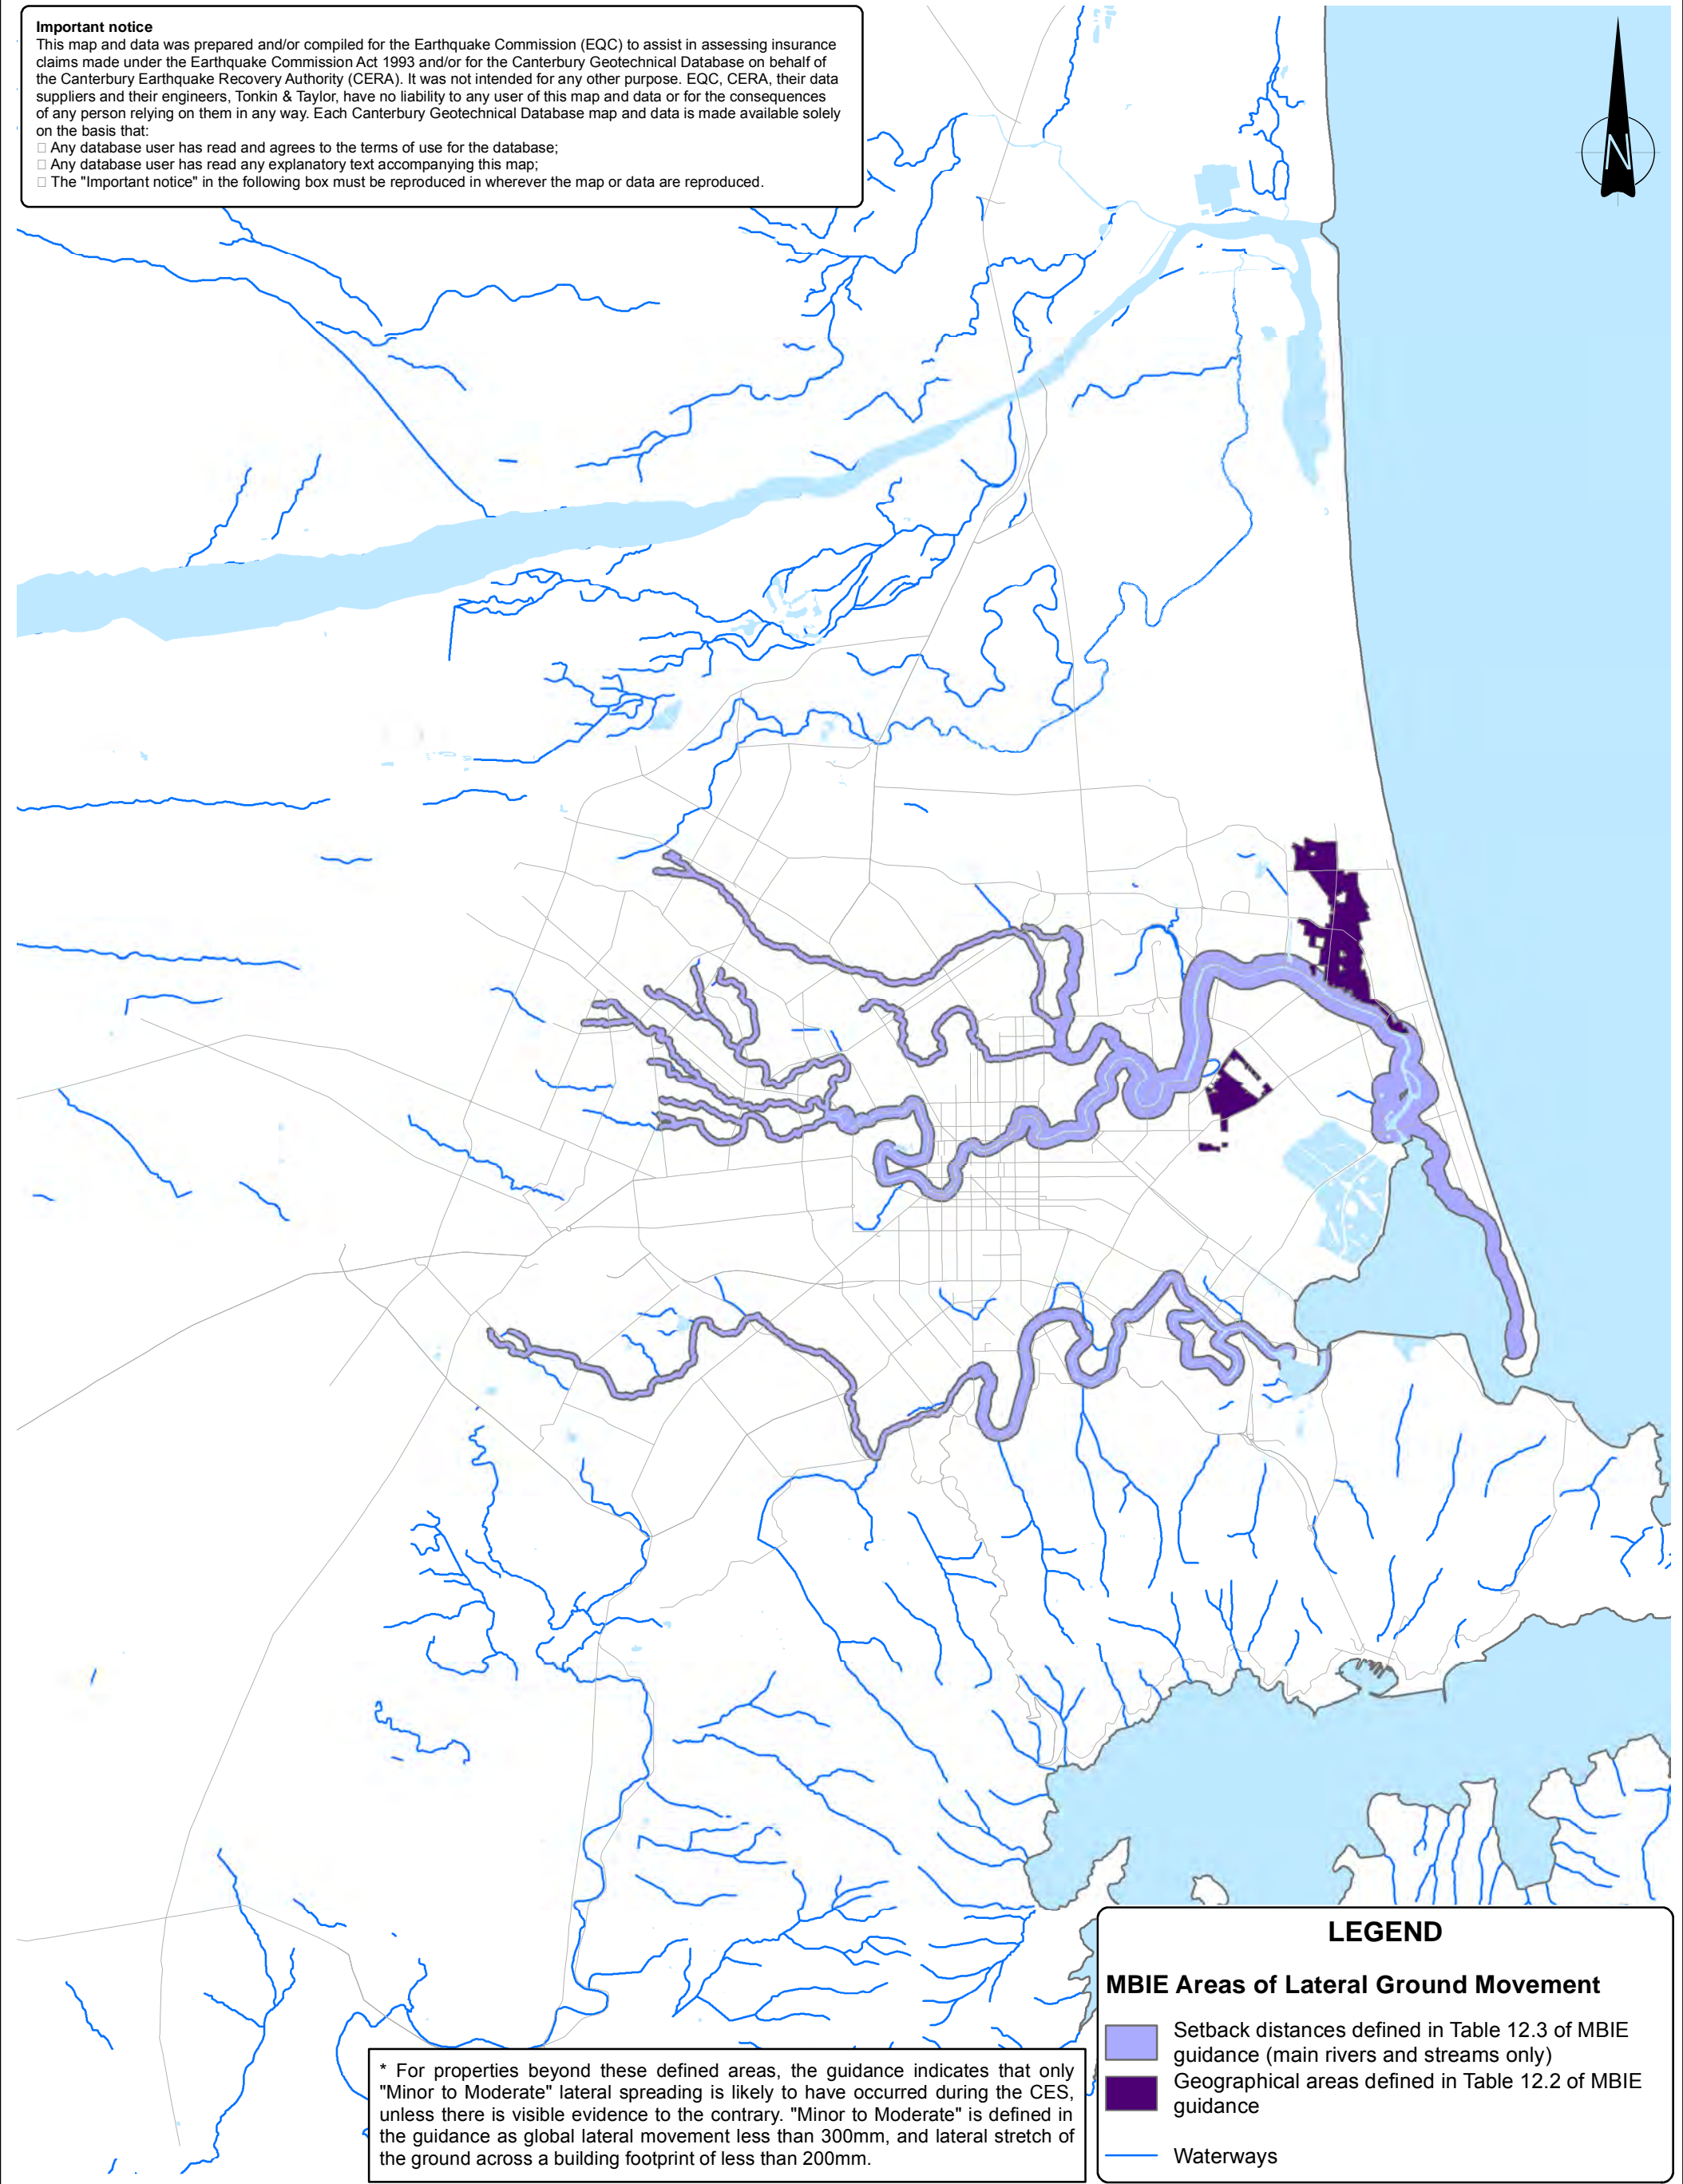 Important notice
This map and data was prepared and/or compiled for the Earthquake Commission (EQC) to assist in assessing insurance
claims made under the Earthquake Commission Act 1993 and/or for the Canterbury Geotechnical Database on behalf of
the Canterbury Earthquake Recovery Authority (CERA). It was not intended for any other purpose. EQC, CERA, their data
suppliers and their engineers, Tonkin & Taylor, have no liability to any user of this map and data or for the consequences
of any person relying on them in any way. Each Canterbury Geotechnical Database map and data is made available solely
on the basis that:
□ Any database user has read and agrees to the terms of use for the database;
□ Any database user has read any explanatory text accompanying this map;
□ The "Important notice" in the following box must be reproduced in wherever the map or data are reproduced.
N
LEGEND
MBIE Areas of Lateral Ground Movement
Setback distances defined in Table 12.3 of MBIE
guidance (main rivers and streams only)
Geographical areas defined in Table 12.2 of MBIE
guidance
Waterways
* For properties beyond these defined areas, the guidance indicates that only
"Minor to Moderate" lateral spreading is likely to have occurred during the CES,
unless there is visible evidence to the contrary. "Minor to Moderate" is defined in
the guidance as global lateral movement less than 300mm, and lateral stretch of
the ground across a building footprint of less than 200mm.